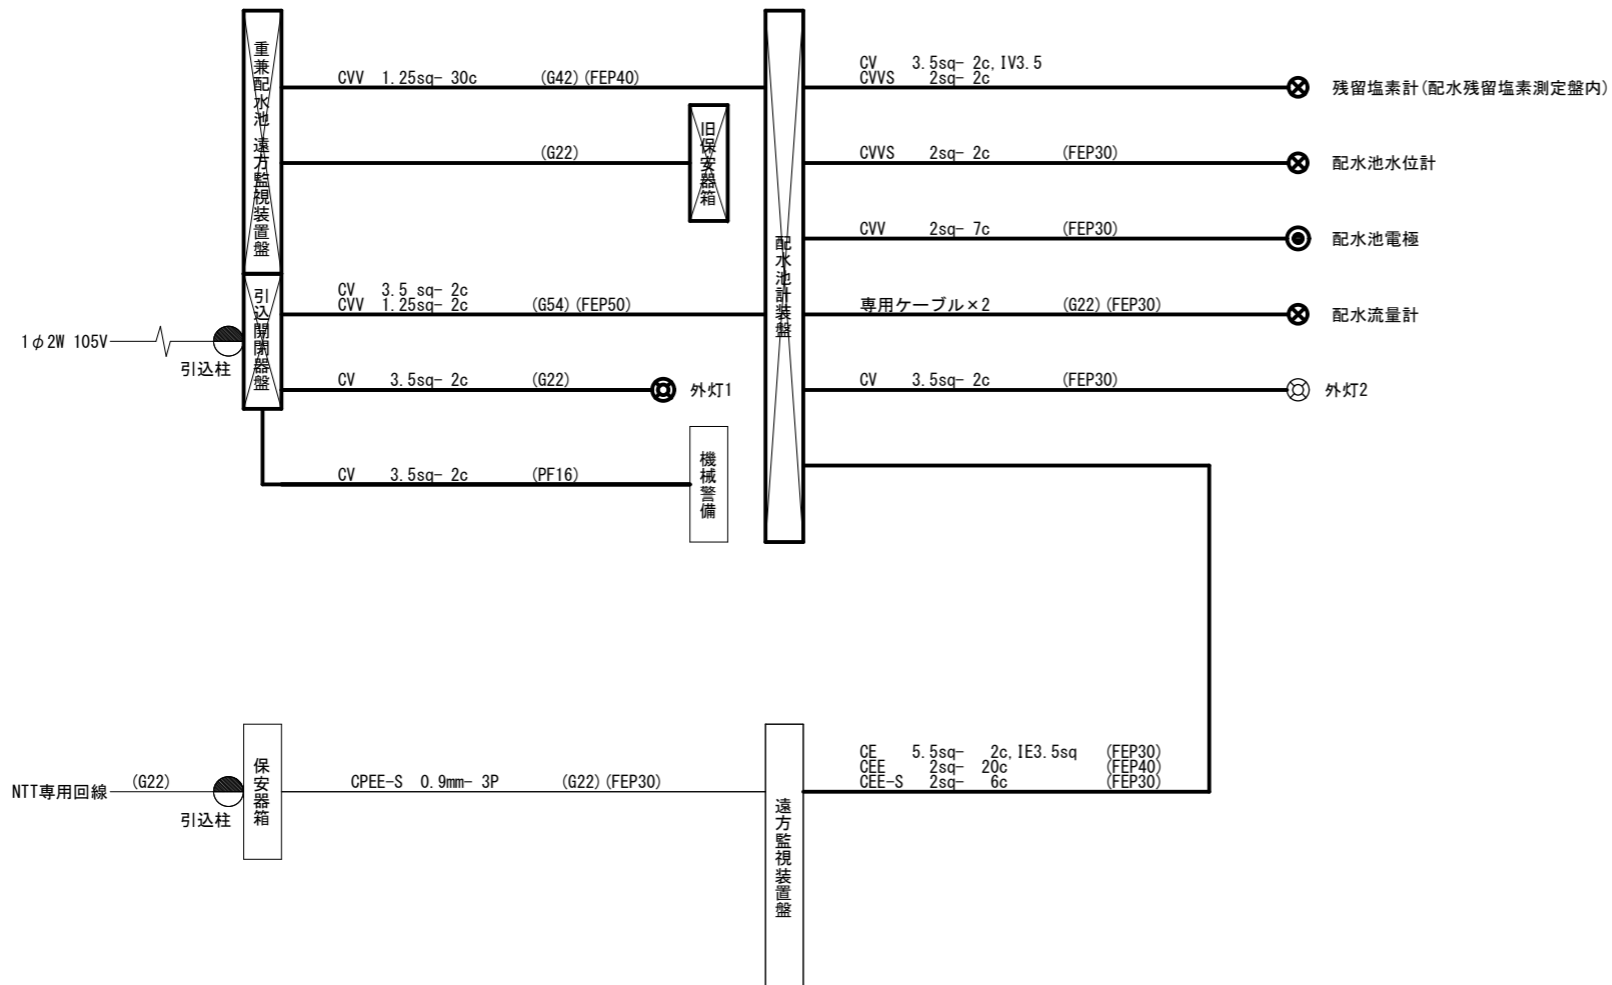 重兼配水池 遠方監視装置盤
CVV 1.25sq- 30c (G42)(FEP40)
旧保安器箱
(G22)
引込開閉器盤
CV 3.5 sq- 2c
CVV 1.25sq- 2c (G54)(FEP50)
1φ2W 105V
引込柱
CV 3.5sq- 2c (G22)
外灯1
CV 3.5sq- 2c (PF16)
機械警備
配水池計装盤
CV 3.5sq- 2c,IV3.5
CVVS 2sq- 2c
残留塩素計(配水残留塩素測定盤内)
CVVS 2sq- 2c (FEP30)
配水池水位計
CVV 2sq- 7c (FEP30)
配水池電極
専用ケーブル×2 (G22)(FEP30)
配水流量計
CV 3.5sq- 2c (FEP30)
外灯2
NTT専用回線
(G22)
引込柱
保安器箱
CPEE-S 0.9mm- 3P (G22)(FEP30)
遠方監視装置盤
CE 5.5sq- 2c,IE3.5sq (FEP30)
CEE 2sq- 20c (FEP40)
CEE-S 2sq- 6c (FEP30)